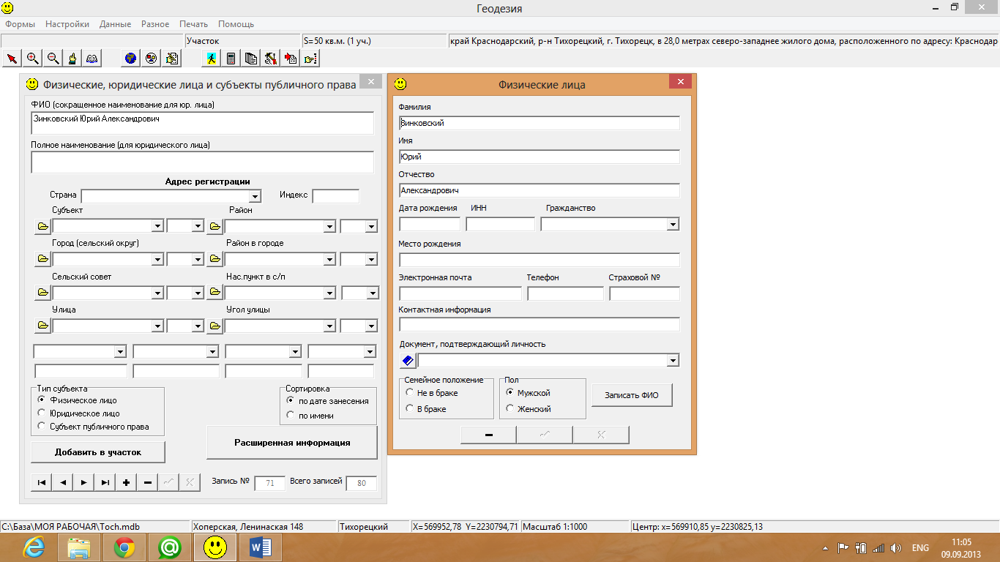 Геодезия
Формы Настройки Данные Разное Печать Помощь
Участок S=50 кв.м. (1 уч.) край Краснодарский, р-н Тихорецкий, г. Тихорецк, в 28,0 метрах северо-западнее жилого дома, расположенного по адресу: Краснодар
Физические, юридические лица и субъекты публичного права
ФИО (сокращенное наименование для юр. лица)
Зинковский Юрий Александрович
Полное наименование (для юридического лица)
Адрес регистрации
Страна Индекс
Субъект Район
Город (сельский округ) Район в городе
Сельский совет Нас.пункт в с/п
Улица Угол улицы
Тип субъекта
Физическое лицо
Юридическое лицо
Субъект публичного права
Сортировка
по дате занесения
по имени
Добавить в участок
Расширенная информация
Запись № 71 Всего записей 80
Физические лица
Фамилия
Зинковский
Имя
Юрий
Отчество
Александрович
Дата рождения ИНН Гражданство
Место рождения
Электронная почта Телефон Страховой №
Контактная информация
Документ, подтверждающий личность
Семейное положение
Не в браке
В браке
Пол
Мужской
Женский
Записать ФИО
C:\База\МОЯ РАБОЧАЯ\Toch.mdb Хоперская, Ленинаская 148 Тихорецкий X=569952,78 Y=2230794,71 Масштаб 1:1000 Центр: x=569910,85 y=2230825,13
ENG
11:05
09.09.2013